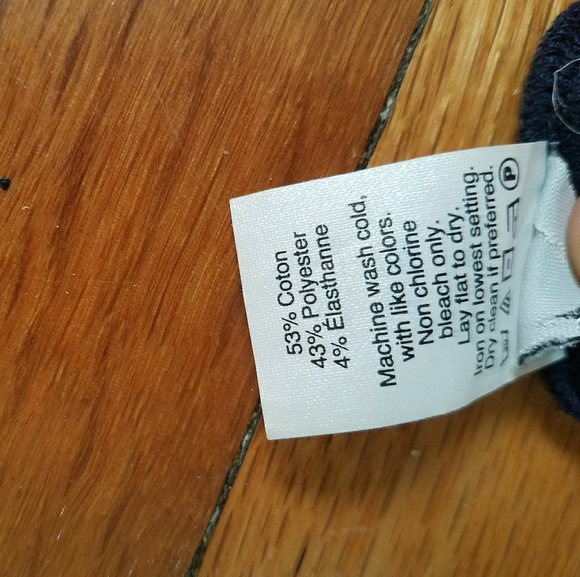 53% Coton
43% Polyester
4% Élasthanne
Machine wash cold,
with like colors.
Non chlorine
bleach only.
Lay flat to dry.
Iron on lowest setting.
Dry clean if preferred.
P